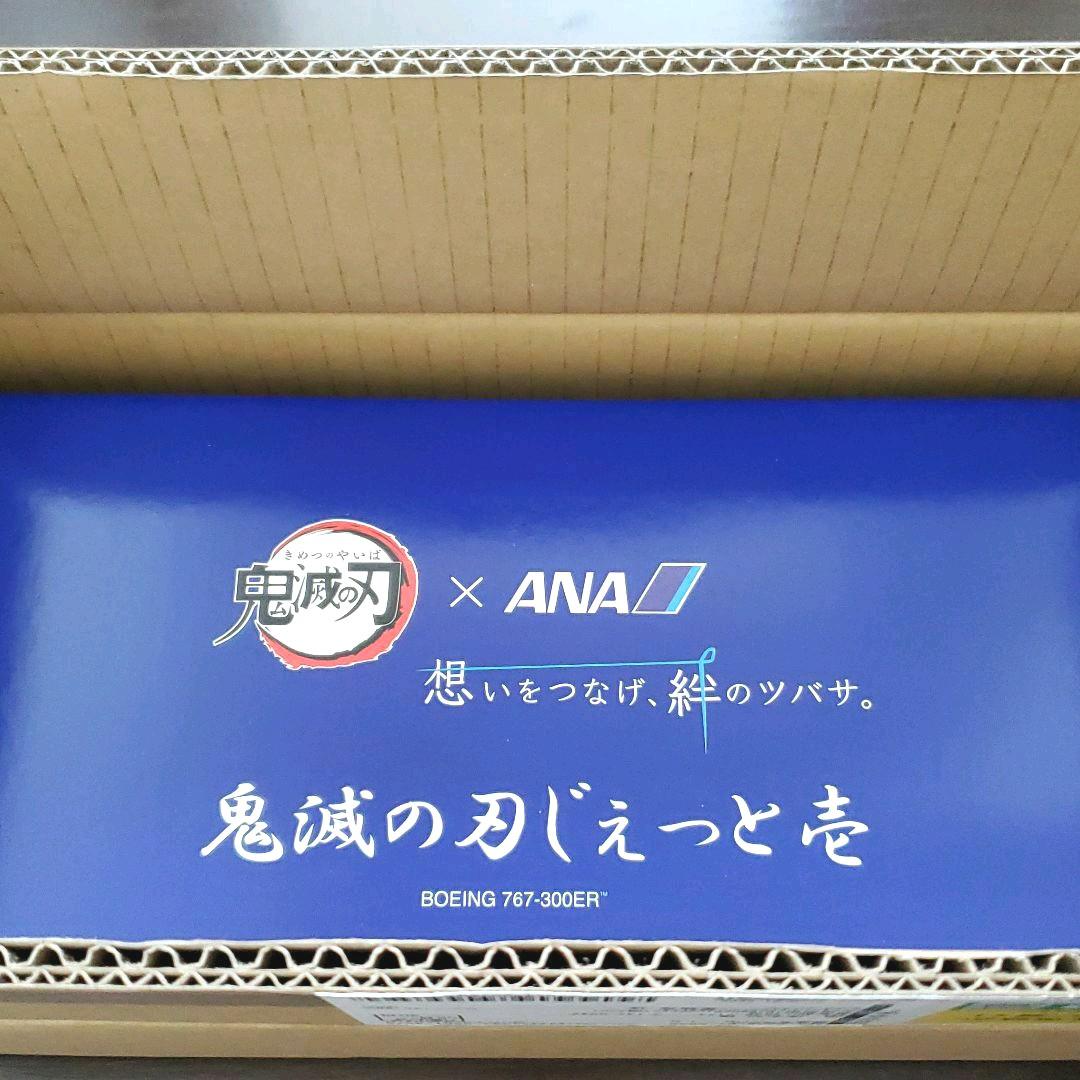 きめつのやいば
鬼滅の刃 × ANA
想いをつなげ、絆のツバサ。
鬼滅の刃じぇっと壱
BOEING 767-300ER™